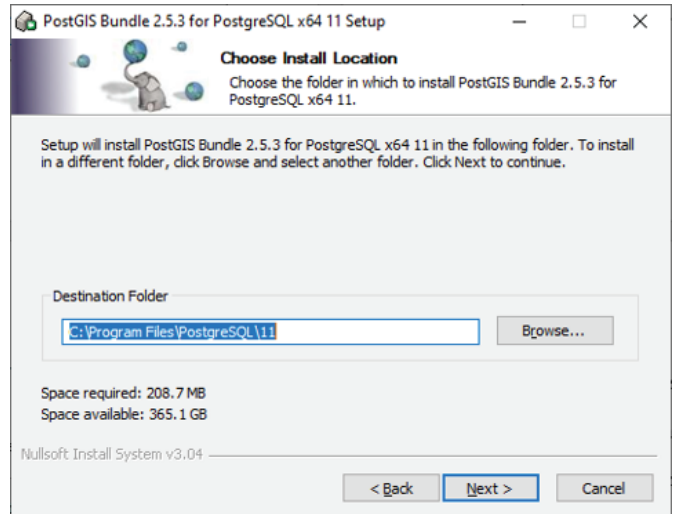 PostGIS Bundle 2.5.3 for PostgreSQL x64 11 Setup
Choose Install Location
Choose the folder in which to install PostGIS Bundle 2.5.3 for
PostgreSQL x64 11.
Setup will install PostGIS Bundle 2.5.3 for PostgreSQL x64 11 in the following folder. To install
in a different folder, click Browse and select another folder. Click Next to continue.
Destination Folder
C:\Program Files\PostgreSQL\11
Browse...
Space required: 208.7 MB
Space available: 365.1 GB
Nullsoft Install System v3.04
< Back
Next >
Cancel